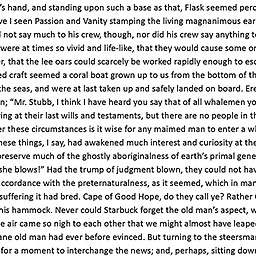 's hand, and standing upon such a base as that, Flask seemed perc
ve I seen Passion and Vanity stamping the living magnanimous ear
d not say much to his crew, though, nor did his crew say anything to
were at times so vivid and life-like, that they would cause some or
er, that the lee oars could scarcely be worked rapidly enough to esc
ed craft seemed a coral boat grown up to us from the bottom of th
the seas, and were at last taken up and safely landed on board. Ere
n; "Mr. Stubb, I think I have heard you say that of all whalemen yo
ring at their last wills and testaments, but there are no people in th
er these circumstances is it wise for any maimed man to enter a wh
hese things, I say, had awakened much interest and curiosity at the
preserve much of the ghostly aboriginalness of earth's primal gene
she blows!" Had the trump of judgment blown, they could not hav
accordance with the preternaturalness, as it seemed, which in man
suffering it had bred. Cape of Good Hope, do they call ye? Rather C
his hammock. Never could Starbuck forget the old man's aspect, w
e air came so nigh to each other that we might almost have leaped
ane old man had ever before evinced. But turning to the steersma
for a moment to interchange the news; and, perhaps, sitting down